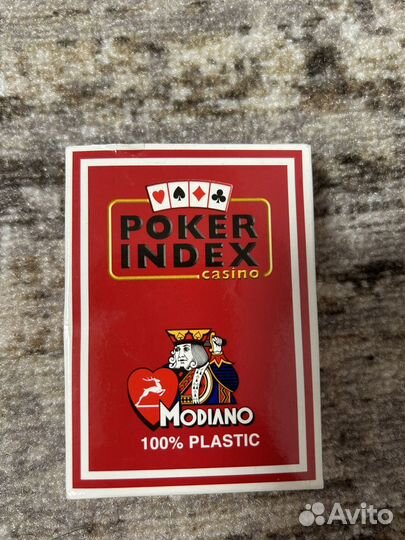 POKER
INDEX
casino
MODIANO
100% PLASTIC
Avito